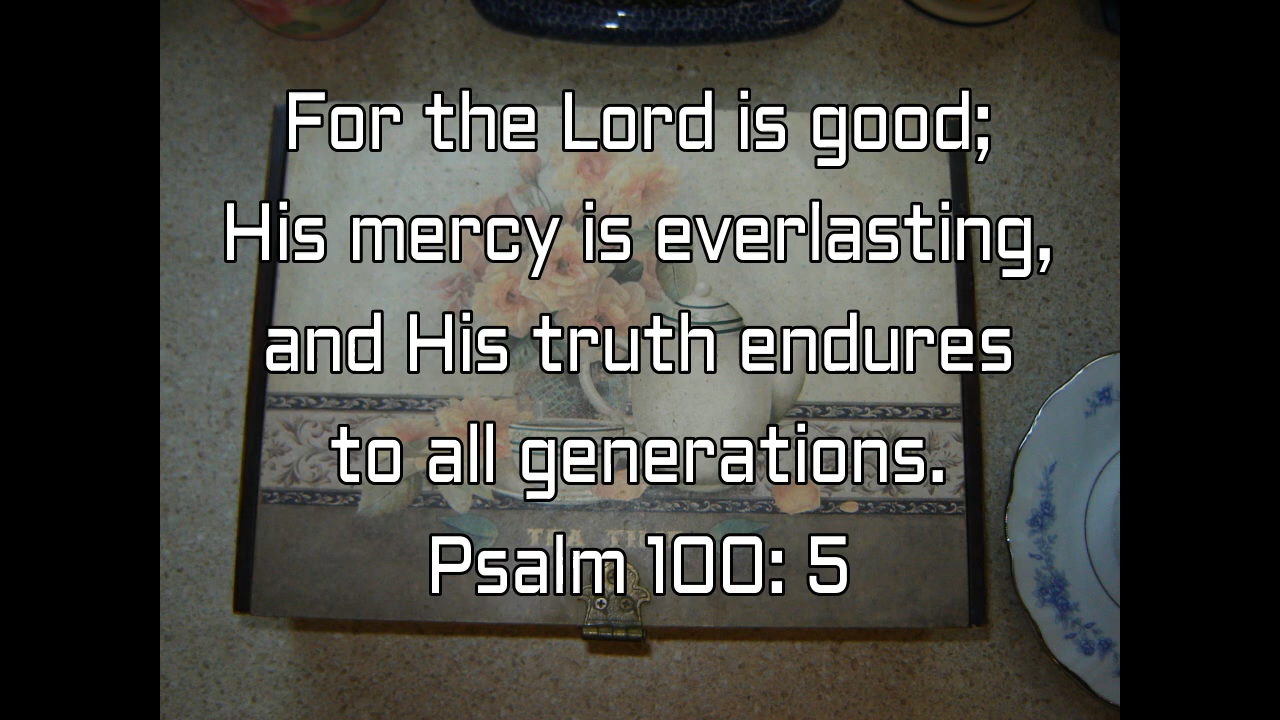 For the Lord is good;
His mercy is everlasting,
and His truth endures
to all generations.
Psalm 100: 5
TEA